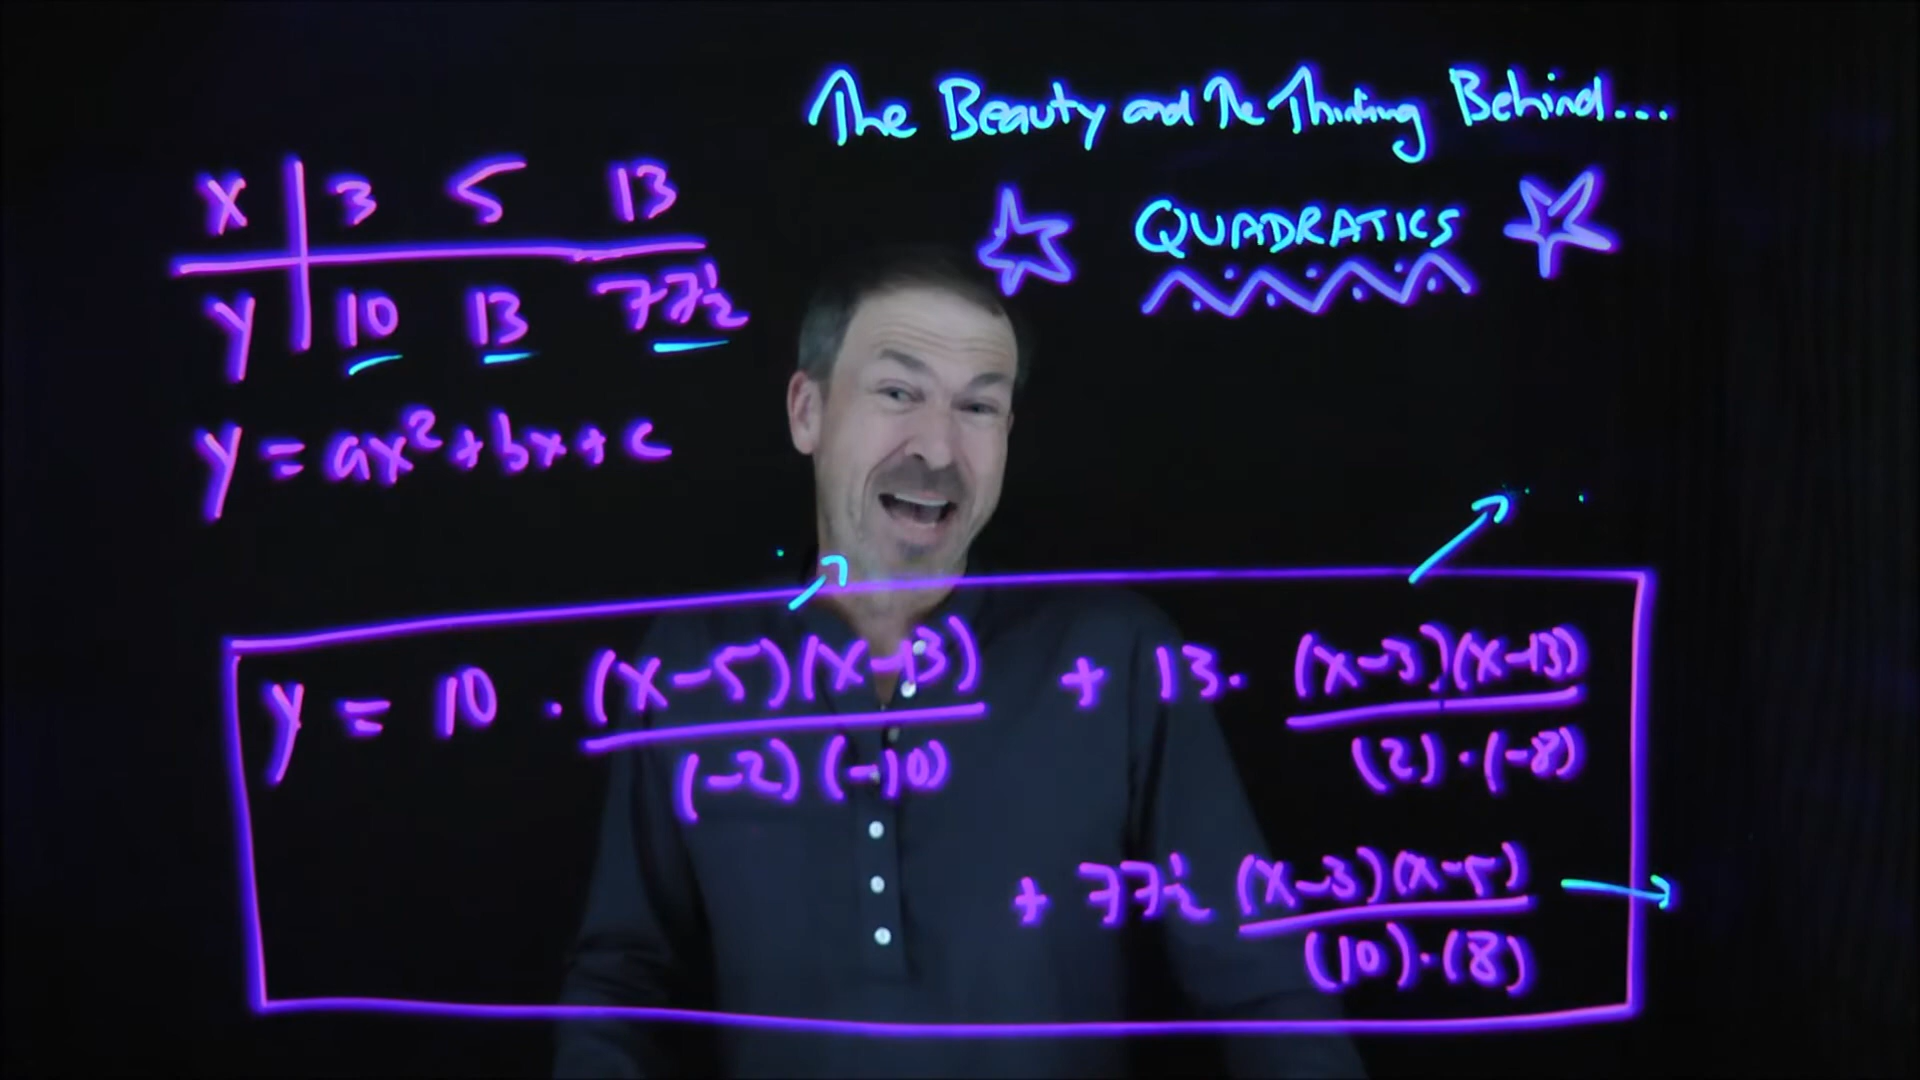 The Beauty and The Thinking Behind...
QUADRATICS
x | 3 5 13
y | 10 13 77½
y = ax² + bx + c
y = 10 · (x-5)(x-13) / (-2)(-10) + 13 · (x-3)(x-13) / (2)·(-8)
+ 77½ (x-3)(x-5) / (10)·(8)